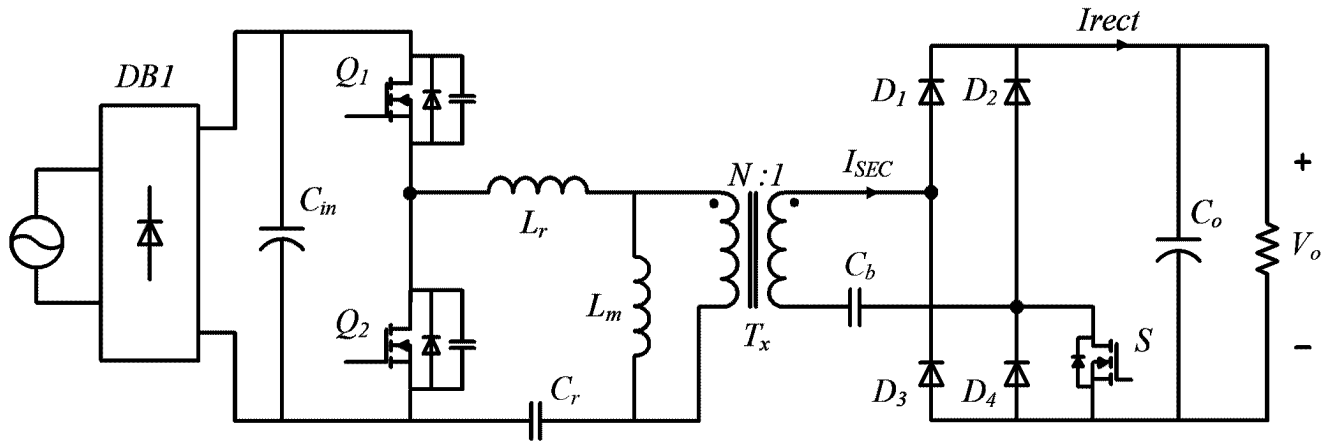 DB1
Cin
Q1
Q2
Lr
Lm
Cr
N :1
Tx
ISEC
Cb
D1
D2
D3
D4
S
Irect
Co
+
Vo
-